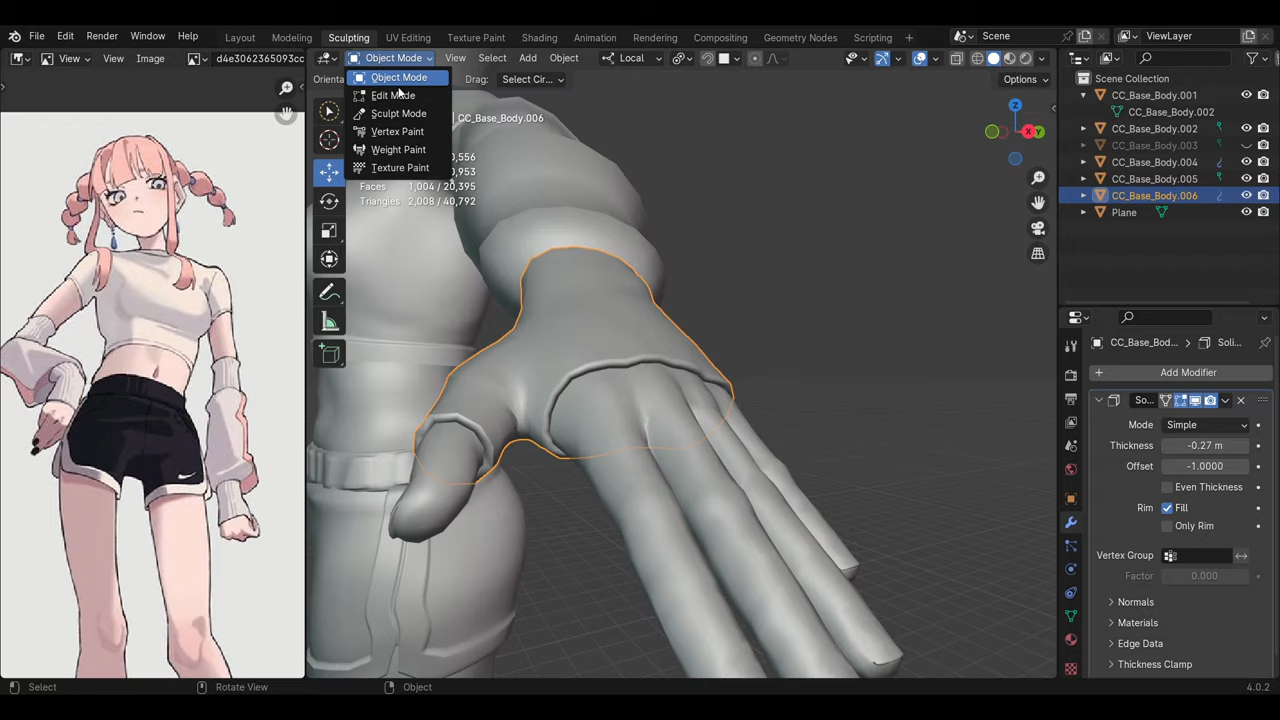 File Edit Render Window Help Layout Modeling Sculpting UV Editing Texture Paint Shading Animation Rendering Compositing Geometry Nodes Scripting Scene ViewLayer
View Image d4e3062365093cc Object Mode View Select Add Object Local
Orienta Drag: Select Cir... Options
Object Mode
Edit Mode
Sculpt Mode
Vertex Paint
Weight Paint
Texture Paint
CC_Base_Body.006
0,556
0,953
Faces 1,004 / 20,395
Triangles 2,008 / 40,792
Z
X
Y
Scene Collection
CC_Base_Body.001
CC_Base_Body.002
CC_Base_Body.002
CC_Base_Body.003
CC_Base_Body.004
CC_Base_Body.005
CC_Base_Body.006
Plane
CC_Base_Bod... Soli...
Add Modifier
So...
Mode Simple
Thickness -0.27 m
Offset -1.0000
Even Thickness
Rim Fill
Only Rim
Vertex Group
Factor 0.000
Normals
Materials
Edge Data
Thickness Clamp
Select Rotate View Object 4.0.2